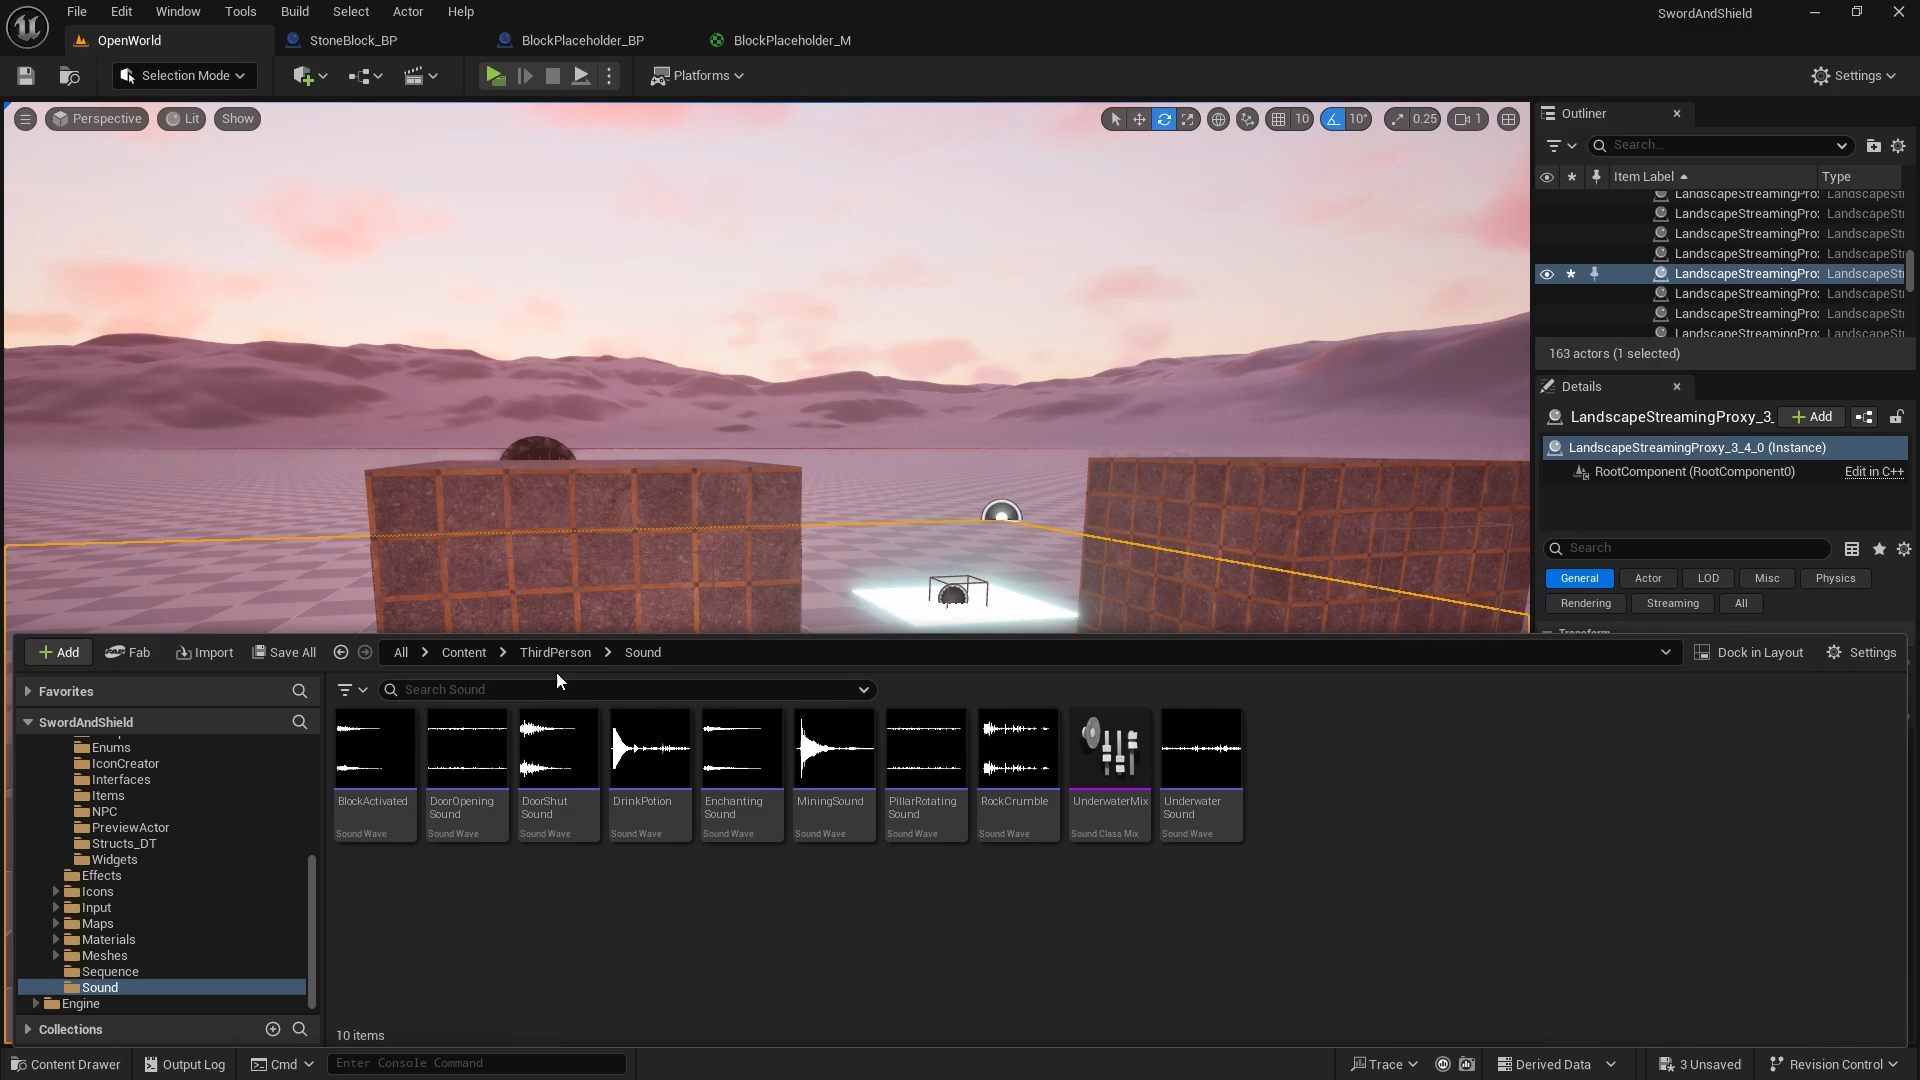 File Edit Window Tools Build Select Actor Help
SwordAndShield
OpenWorld
StoneBlock_BP
BlockPlaceholder_BP
BlockPlaceholder_M
Selection Mode
Platforms
Settings
Perspective
Lit
Show
10
10°
0.25
1
Outliner
Search...
Item Label
Type
LandscapeStreamingPro: LandscapeSt
LandscapeStreamingPro: LandscapeSt
LandscapeStreamingPro: LandscapeSt
LandscapeStreamingPro: LandscapeSt
LandscapeStreamingPro: LandscapeSt
LandscapeStreamingPro: LandscapeSt
LandscapeStreamingPro: LandscapeSt
LandscapeStreamingPro: LandscapeSt
163 actors (1 selected)
Details
LandscapeStreamingProxy_3_
Add
LandscapeStreamingProxy_3_4_0 (Instance)
RootComponent (RootComponent0)
Edit in C++
Search
General
Actor
LOD
Misc
Physics
Rendering
Streaming
All
Transform
Add
Fab
Import
Save All
All
Content
ThirdPerson
Sound
Dock in Layout
Settings
Favorites
SwordAndShield
Enums
IconCreator
Interfaces
Items
NPC
PreviewActor
Structs_DT
Widgets
Effects
Icons
Input
Maps
Materials
Meshes
Sequence
Sound
Engine
Collections
Search Sound
BlockActivated
Sound Wave
DoorOpening
Sound
Sound Wave
DoorShut
Sound
Sound Wave
DrinkPotion
Sound Wave
Enchanting
Sound
Sound Wave
MiningSound
Sound Wave
PillarRotating
Sound
Sound Wave
RockCrumble
Sound Wave
UnderwaterMix
Sound Class Mix
Underwater
Sound
Sound Wave
10 items
Content Drawer
Output Log
Cmd
Enter Console Command
Trace
Derived Data
3 Unsaved
Revision Control